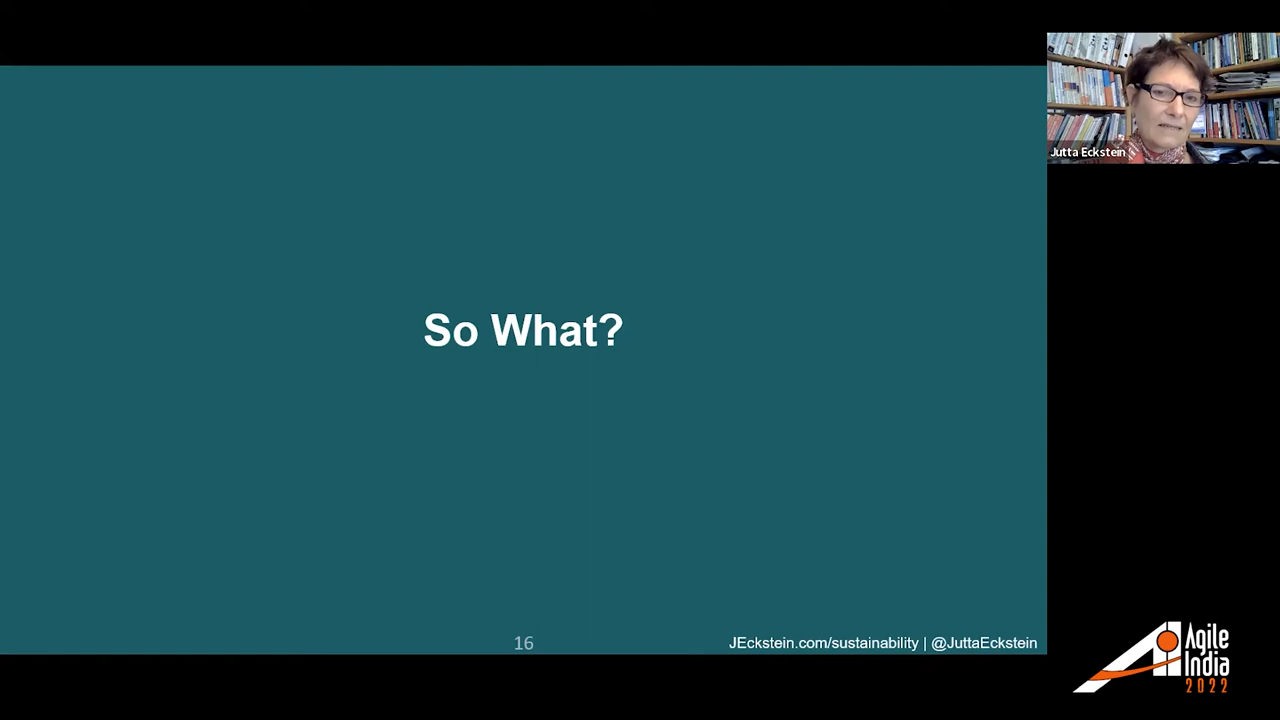 So What?
16
JEckstein.com/sustainability | @JuttaEckstein
Jutta Eckstein
Agile
India
2022